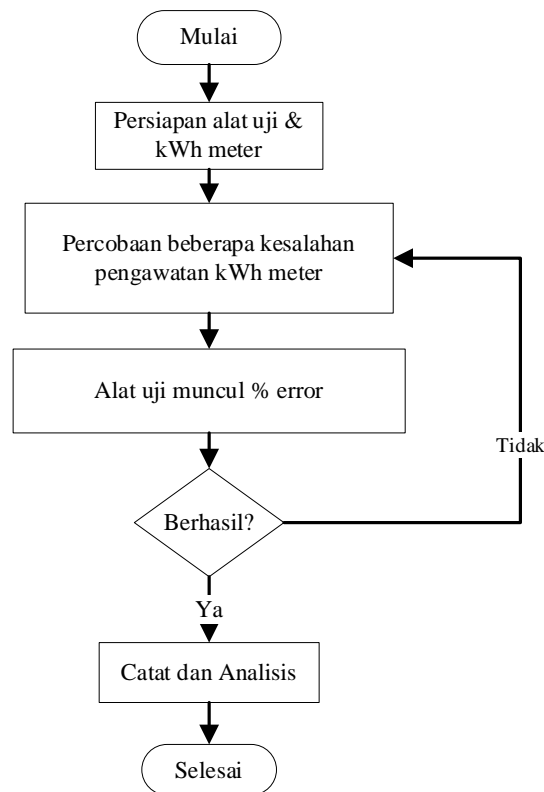 Mulai
Persiapan alat uji &
kWh meter
Percobaan beberapa kesalahan
pengawatan kWh meter
Alat uji muncul % error
Tidak
Berhasil?
Ya
Catat dan Analisis
Selesai